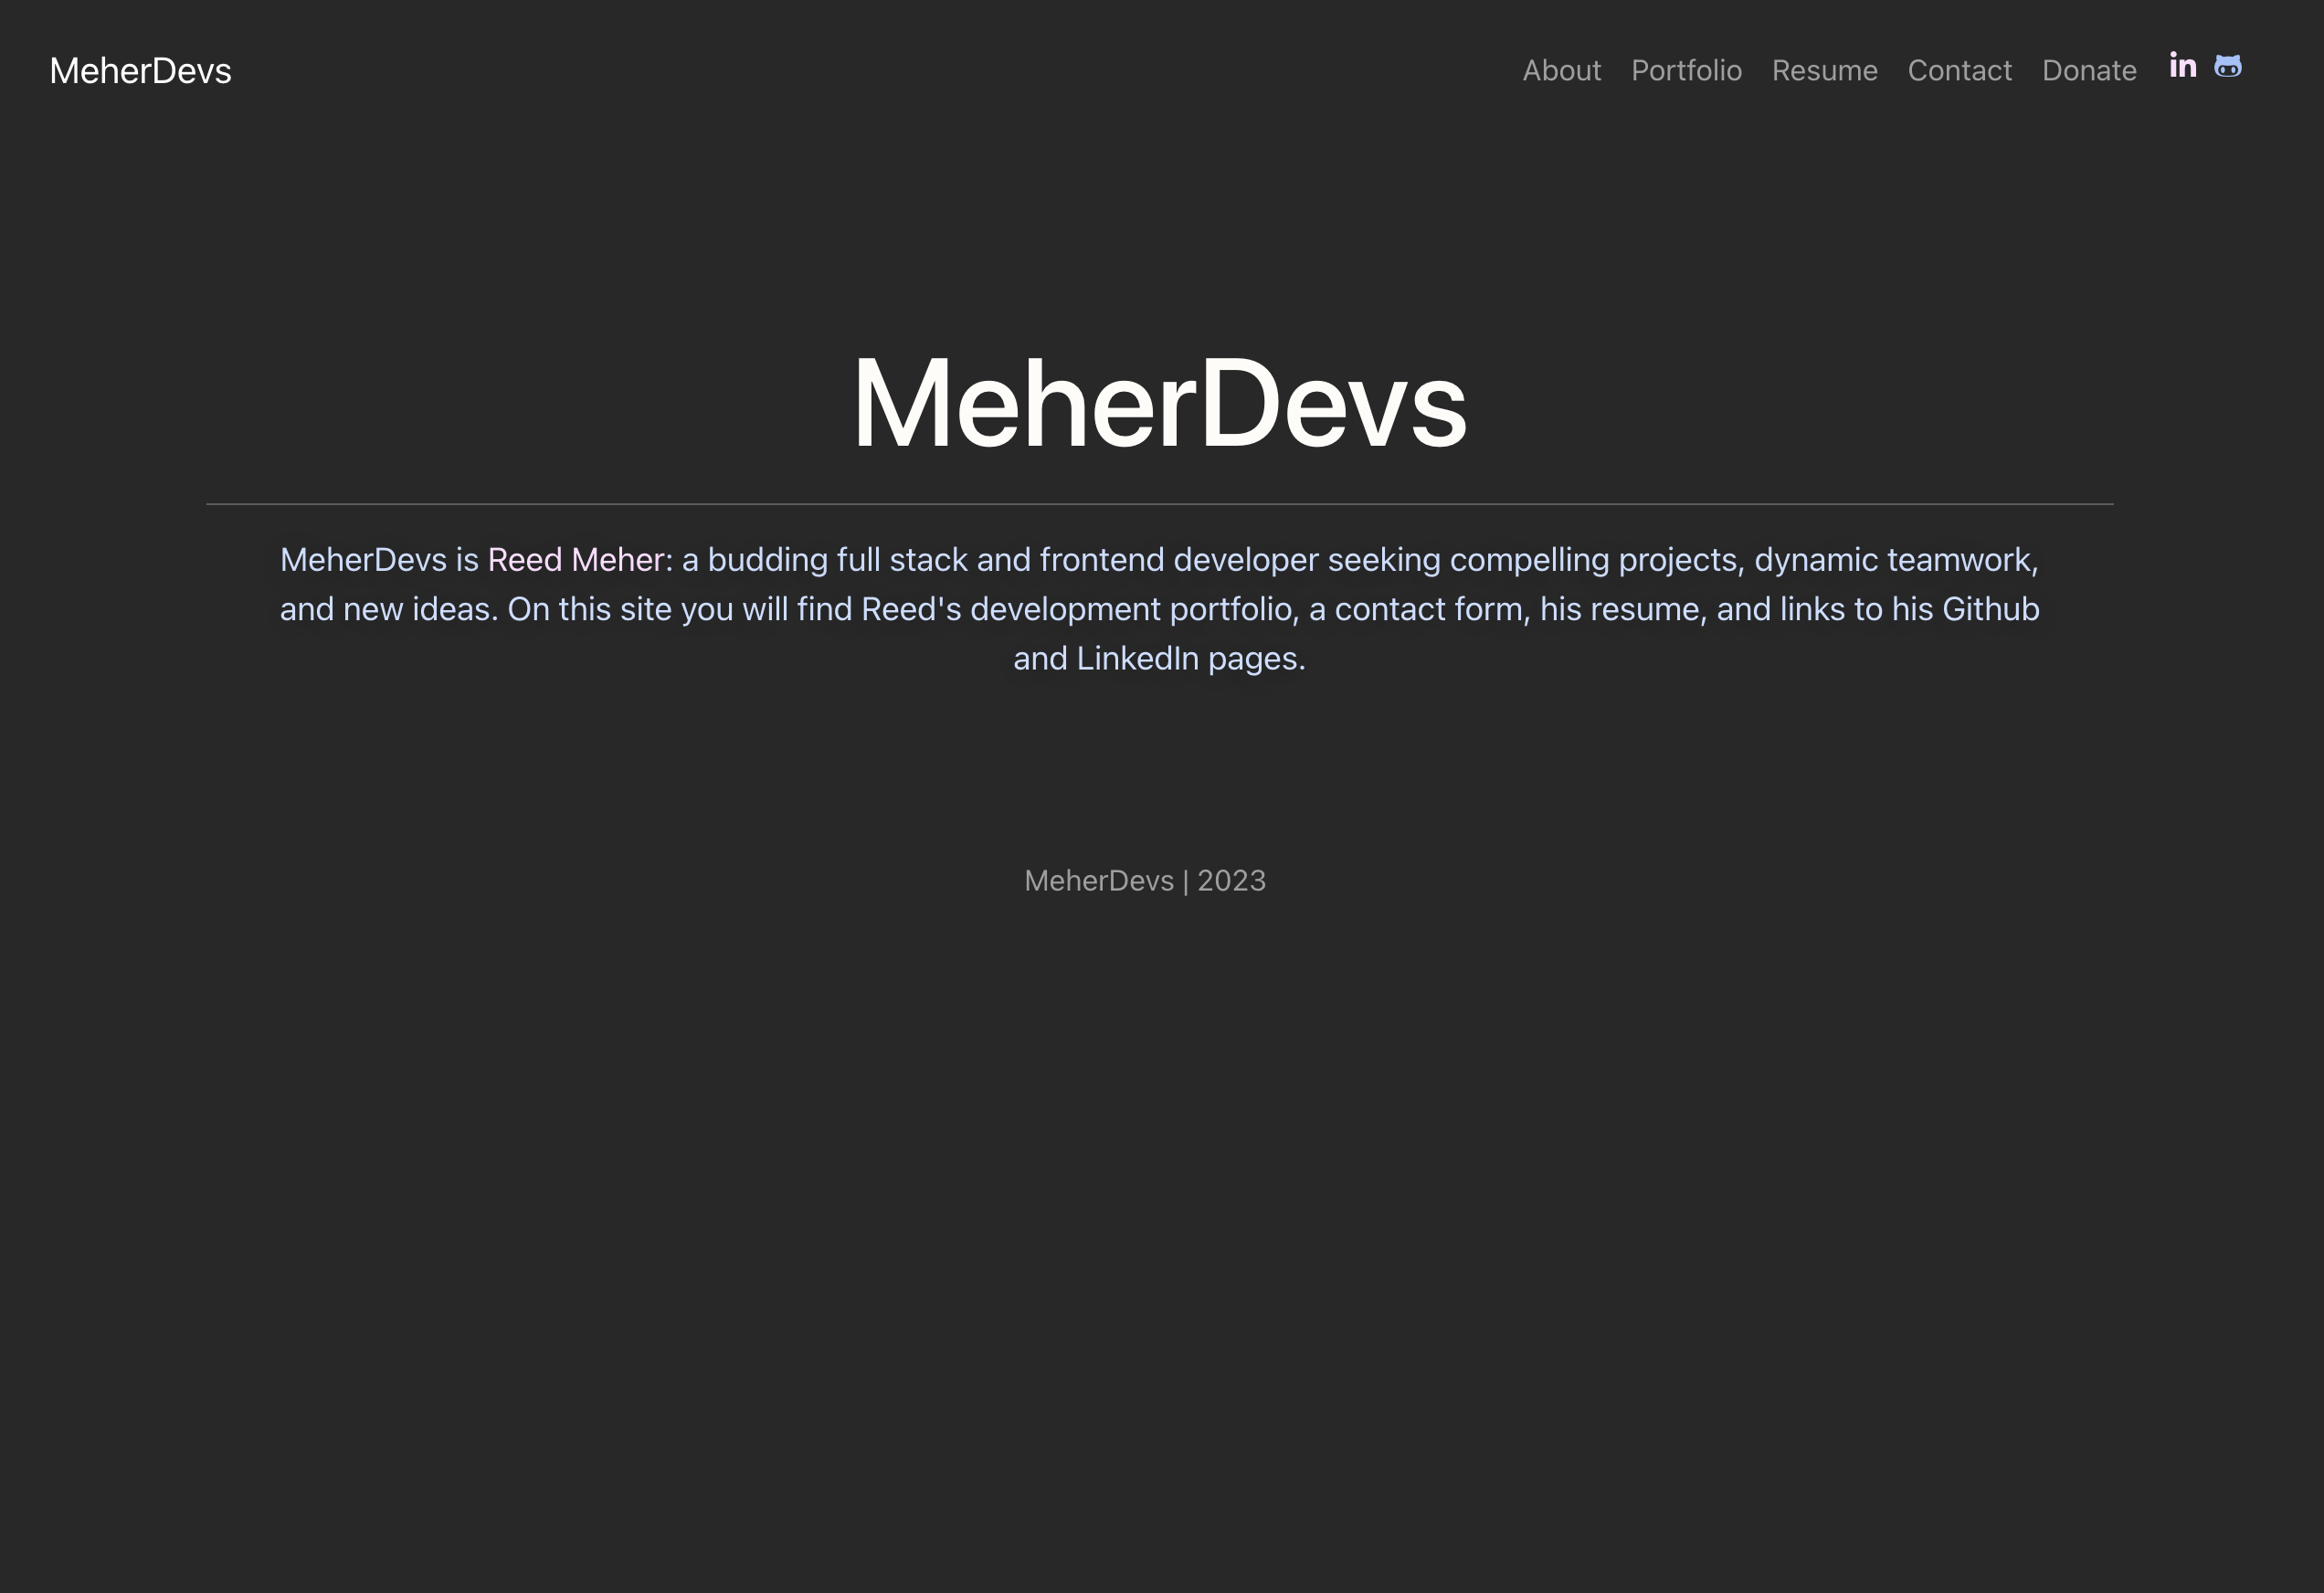 MeherDevs
About Portfolio Resume Contact Donate in
MeherDevs
MeherDevs is Reed Meher: a budding full stack and frontend developer seeking compelling projects, dynamic teamwork,
and new ideas. On this site you will find Reed's development portfolio, a contact form, his resume, and links to his Github
and LinkedIn pages.
MeherDevs | 2023